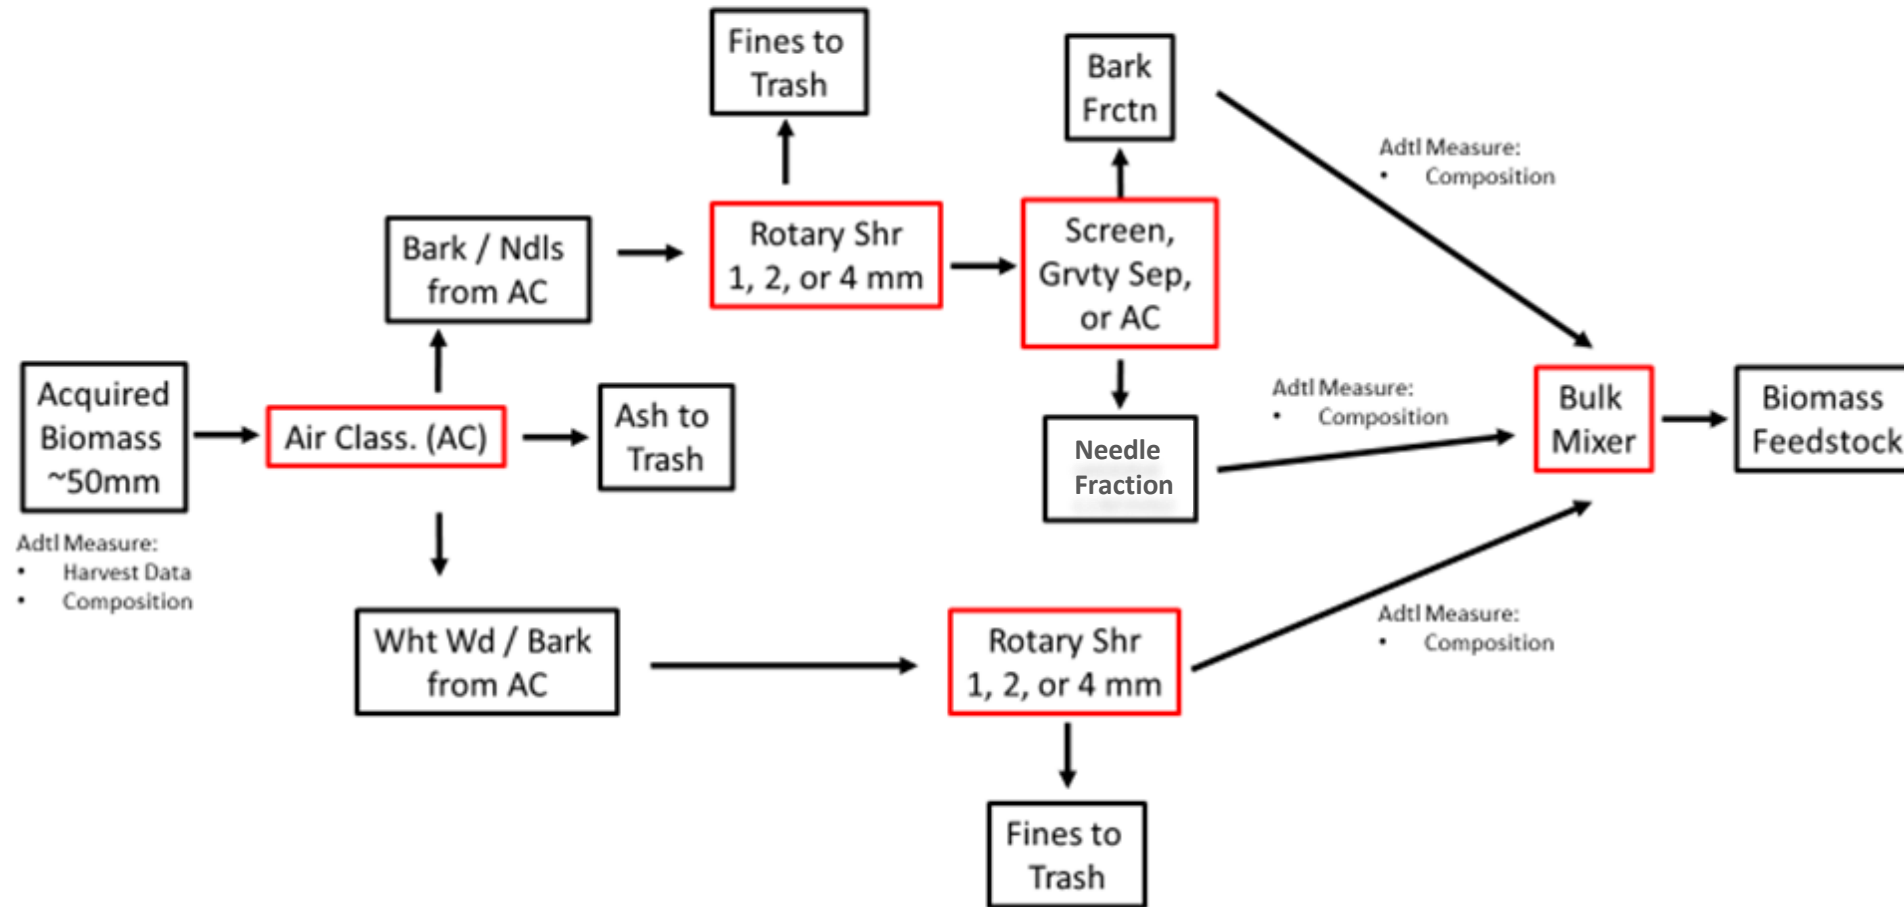 Fines to
Trash
Bark
Frctn
Adtl Measure:
• Composition
Bark / Ndls
from AC
Rotary Shr
1, 2, or 4 mm
Screen,
Grvty Sep,
or AC
Acquired
Biomass
~50mm
Air Class. (AC)
Ash to
Trash
Needle
Fraction
Adtl Measure:
• Composition
Bulk
Mixer
Biomass
Feedstock
Adtl Measure:
• Harvest Data
• Composition
Wht Wd / Bark
from AC
Rotary Shr
1, 2, or 4 mm
Adtl Measure:
• Composition
Fines to
Trash